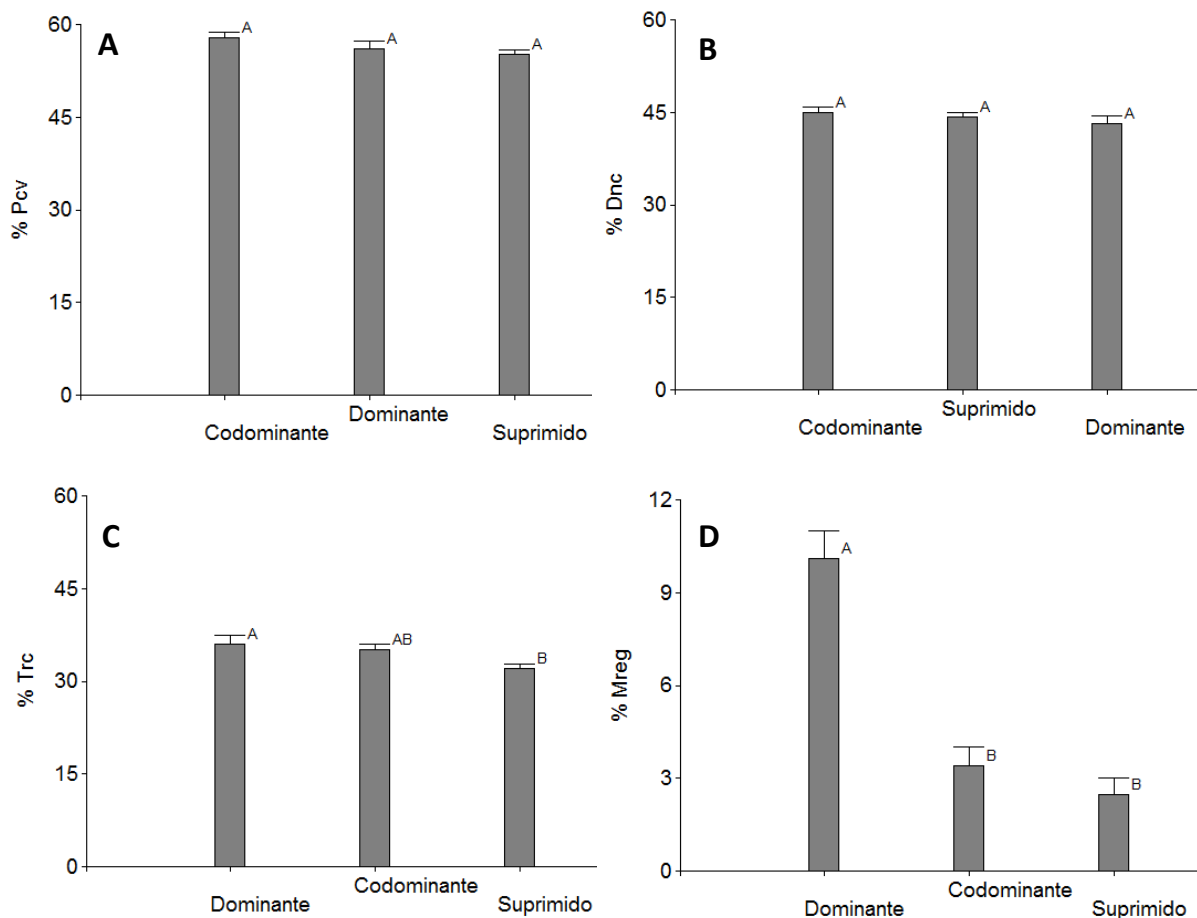 A
60
45
30
15
0
% Pcv
A
A
A
Codominante
Dominante
Suprimido
B
60
45
30
15
0
% Dnc
A
A
A
Codominante
Suprimido
Dominante
C
60
45
30
15
0
% Trc
A
AB
B
Dominante
Codominante
Suprimido
D
12
9
6
3
0
% Mreg
A
B
B
Dominante
Codominante
Suprimido